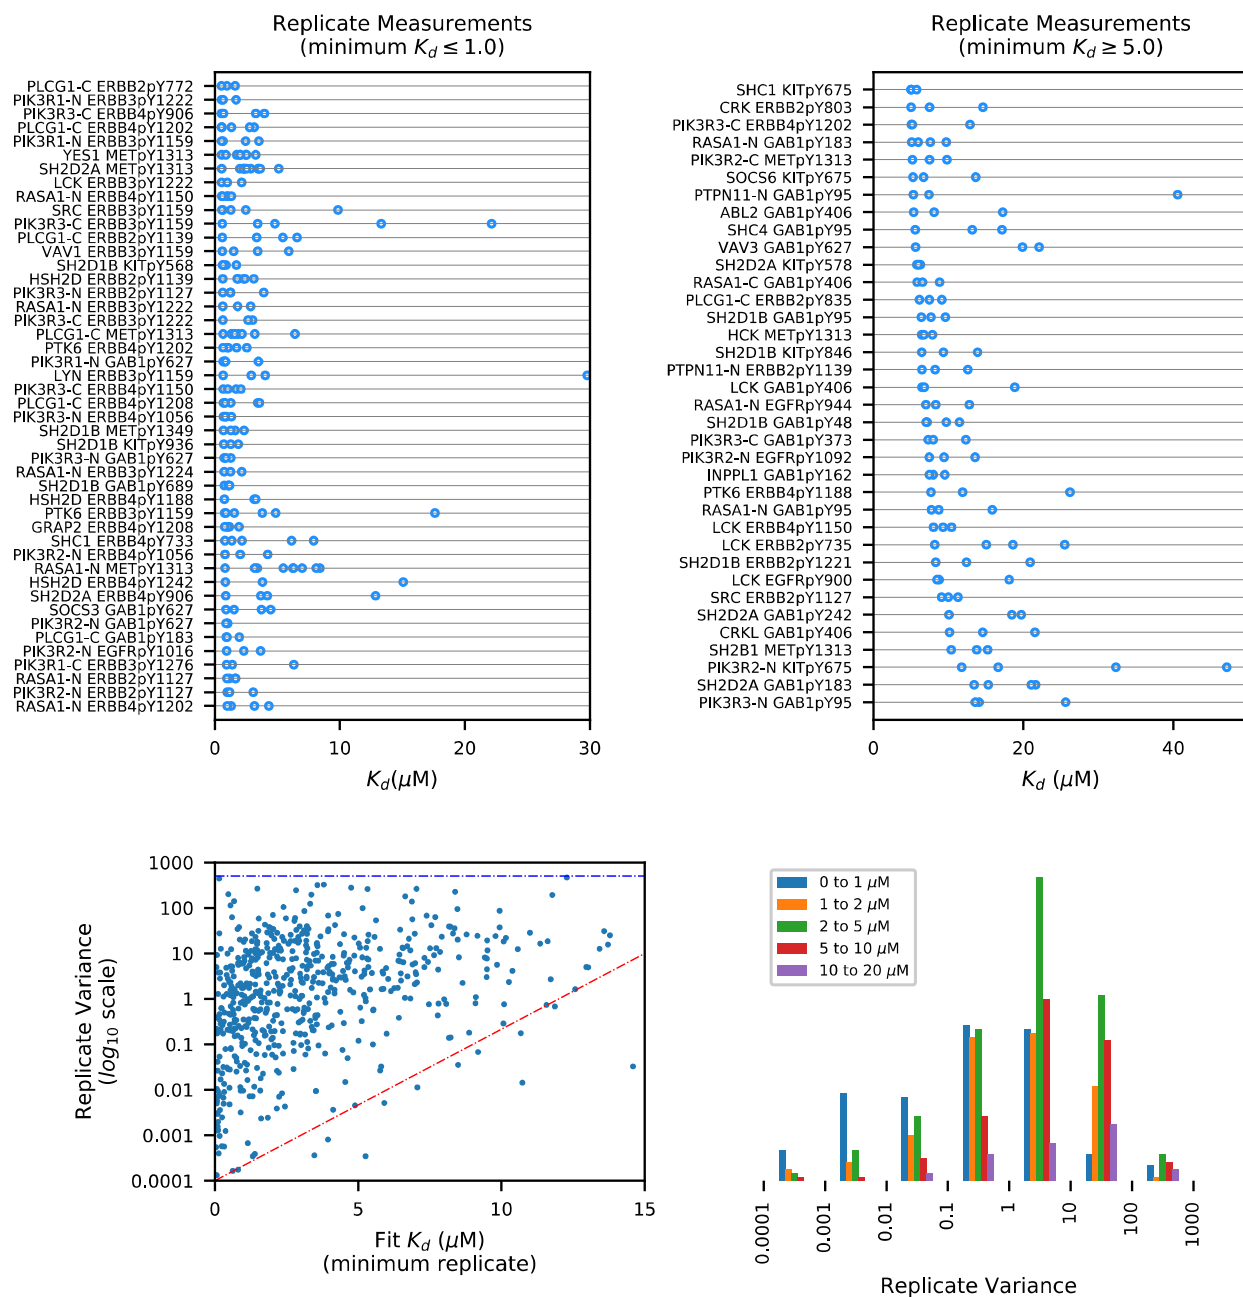 Replicate Measurements
(minimum K_d ≤ 1.0)
PLCG1-C ERBB2pY772
PIK3R1-N ERBB3pY1222
PIK3R3-C ERBB4pY906
PLCG1-C ERBB4pY1202
PIK3R1-N ERBB3pY1159
YES1 METpY1313
SH2D2A METpY1313
LCK ERBB3pY1222
RASA1-N ERBB4pY1150
SRC ERBB3pY1159
PIK3R3-C ERBB3pY1159
PLCG1-C ERBB2pY1139
VAV1 ERBB3pY1159
SH2D1B KITpY568
HSH2D ERBB2pY1139
PIK3R3-N ERBB2pY1127
RASA1-N ERBB3pY1222
PIK3R3-C ERBB3pY1222
PLCG1-C METpY1313
PTK6 ERBB4pY1202
PIK3R1-N GAB1pY627
LYN ERBB3pY1159
PIK3R3-C ERBB4pY1150
PLCG1-C ERBB4pY1208
PIK3R3-N ERBB4pY1056
SH2D1B METpY1349
SH2D1B KITpY936
PIK3R3-N GAB1pY627
RASA1-N ERBB3pY1224
SH2D1B GAB1pY689
HSH2D ERBB4pY1188
PTK6 ERBB3pY1159
GRAP2 ERBB4pY1208
SHC1 ERBB4pY733
PIK3R2-N ERBB4pY1056
RASA1-N METpY1313
HSH2D ERBB4pY1242
SH2D2A ERBB4pY906
SOCS3 GAB1pY627
PIK3R2-N GAB1pY627
PLCG1-C GAB1pY183
PIK3R2-N EGFRpY1016
PIK3R1-C ERBB3pY1276
RASA1-N ERBB2pY1127
PIK3R2-N ERBB2pY1127
RASA1-N ERBB4pY1202
0 10 20 30
K_d(μM)
Replicate Measurements
(minimum K_d ≥ 5.0)
SHC1 KITpY675
CRK ERBB2pY803
PIK3R3-C ERBB4pY1202
RASA1-N GAB1pY183
PIK3R2-C METpY1313
SOCS6 KITpY675
PTPN11-N GAB1pY95
ABL2 GAB1pY406
SHC4 GAB1pY95
VAV3 GAB1pY627
SH2D2A KITpY578
RASA1-C GAB1pY406
PLCG1-C ERBB2pY835
SH2D1B GAB1pY95
HCK METpY1313
SH2D1B KITpY846
PTPN11-N ERBB2pY1139
LCK GAB1pY406
RASA1-N EGFRpY944
SH2D1B GAB1pY48
PIK3R3-C GAB1pY373
PIK3R2-N EGFRpY1092
INPPL1 GAB1pY162
PTK6 ERBB4pY1188
RASA1-N GAB1pY95
LCK ERBB4pY1150
LCK ERBB2pY735
SH2D1B ERBB2pY1221
LCK EGFRpY900
SRC ERBB2pY1127
SH2D2A GAB1pY242
CRKL GAB1pY406
SH2B1 METpY1313
PIK3R2-N KITpY675
SH2D2A GAB1pY183
PIK3R3-N GAB1pY95
0 20 40
K_d (μM)
Replicate Variance
(log10 scale)
1000
100
10
1
0.1
0.01
0.001
0.0001
0 5 10 15
Fit K_d (μM)
(minimum replicate)
0 to 1 μM
1 to 2 μM
2 to 5 μM
5 to 10 μM
10 to 20 μM
0.0001 0.001 0.01 0.1 1 10 100 1000
Replicate Variance